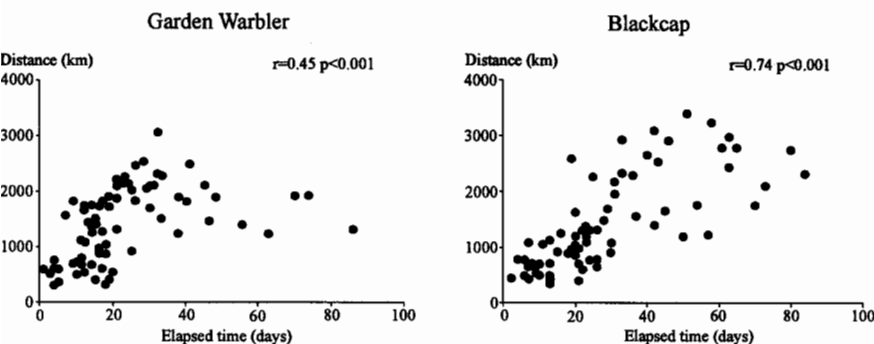 Garden Warbler
Distance (km)
r=0.45 p<0.001
4000
3000
2000
1000
0
0 20 40 60 80 100
Elapsed time (days)
Blackcap
Distance (km)
r=0.74 p<0.001
4000
3000
2000
1000
0
0 20 40 60 80 100
Elapsed time (days)